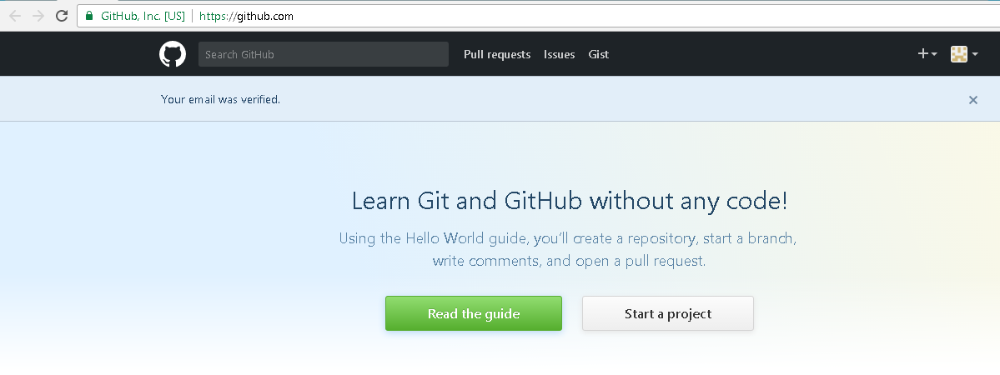 GitHub, Inc. [US] | https://github.com
Search GitHub Pull requests Issues Gist
Your email was verified.
Learn Git and GitHub without any code!
Using the Hello World guide, you'll create a repository, start a branch,
write comments, and open a pull request.
Read the guide Start a project